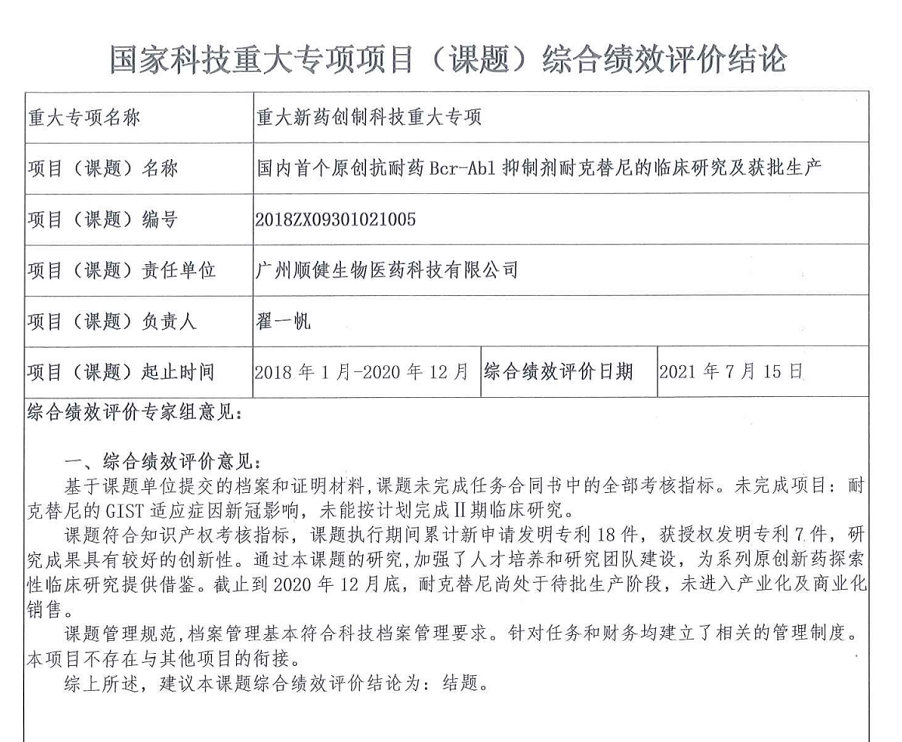 国家科技重大专项项目（课题）综合绩效评价结论
重大专项名称 重大新药创制科技重大专项
项目（课题）名称 国内首个原创抗耐药 Bcr-Abl 抑制剂耐克替尼的临床研究及获批生产
项目（课题）编号 2018ZX09301021005
项目（课题）责任单位 广州顺健生物医药科技有限公司
项目（课题）负责人 翟一帆
项目（课题）起止时间 2018 年 1 月-2020 年 12 月 综合绩效评价日期 2021 年 7 月 15 日
综合绩效评价专家组意见：
一、综合绩效评价意见：
基于课题单位提交的档案和证明材料,课题未完成任务合同书中的全部考核指标。未完成项目：耐
克替尼的 GIST 适应症因新冠影响，未能按计划完成Ⅱ期临床研究。
课题符合知识产权考核指标，课题执行期间累计新申请发明专利 18 件，获授权发明专利 7 件，研
究成果具有较好的创新性。通过本课题的研究,加强了人才培养和研究团队建设，为系列原创新药探索
性临床研究提供借鉴。截止到 2020 年 12 月底，耐克替尼尚处于待批生产阶段，未进入产业化及商业化
销售。
课题管理规范,档案管理基本符合科技档案管理要求。针对任务和财务均建立了相关的管理制度。
本项目不存在与其他项目的衔接。
综上所述，建议本课题综合绩效评价结论为：结题。